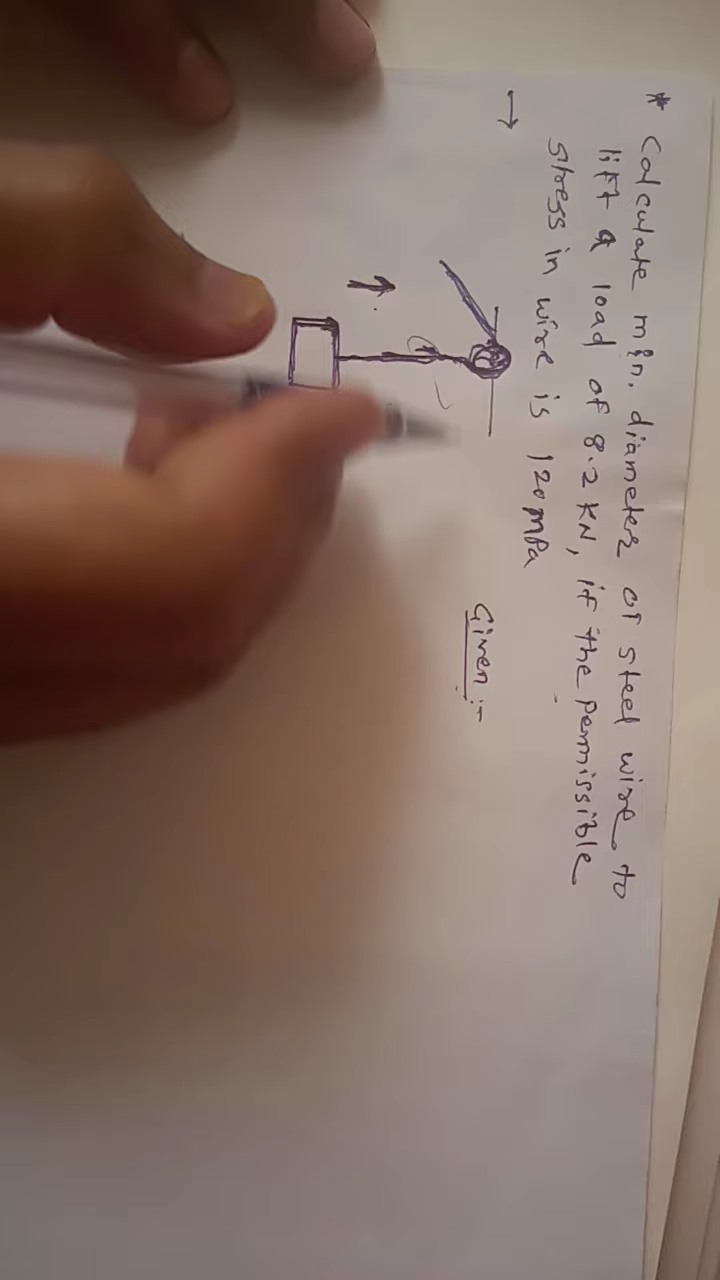 * Calculate min. diameter of steel wire to
lift a load of 8.2 KN, if the permissible
stress in wire is 120 mPa
→
Given :-